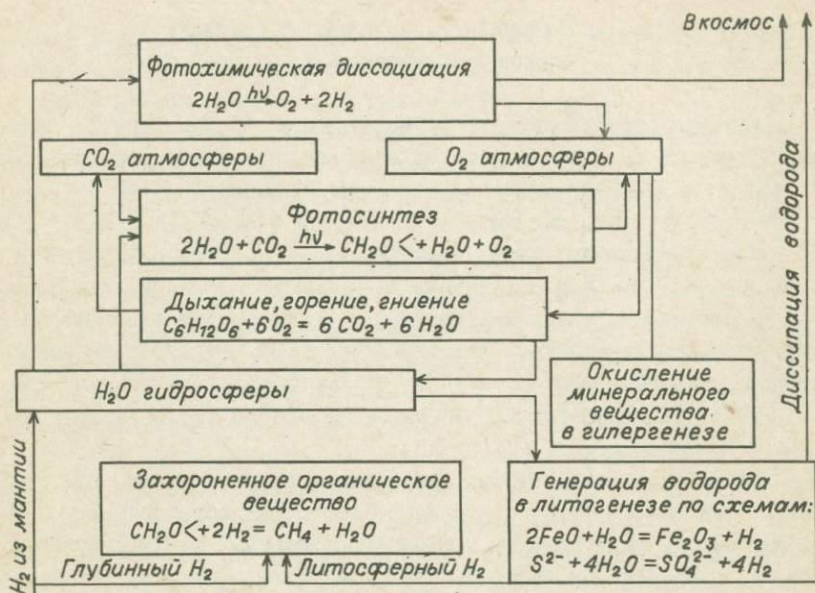 В космос
Фотохимическая диссоциация
2H₂O hν→ O₂ + 2H₂
CO₂ атмосферы
O₂ атмосферы
Фотосинтез
2H₂O + CO₂ hν→ CH₂O< + H₂O + O₂
Дыхание, горение, гниение
C₆H₁₂O₆ + 6O₂ = 6CO₂ + 6H₂O
Диссипация водорода
H₂O гидросферы
Окисление
минерального
вещества
в гипергенезе
Захороненное органическое
вещество
CH₂O< + 2H₂ = CH₄ + H₂O
Генерация водорода
в литогенезе по схемам:
2FeO + H₂O = Fe₂O₃ + H₂
S²⁻ + 4H₂O = SO₄²⁻ + 4H₂
H₂ из мантии
Глубинный H₂
Литосферный H₂